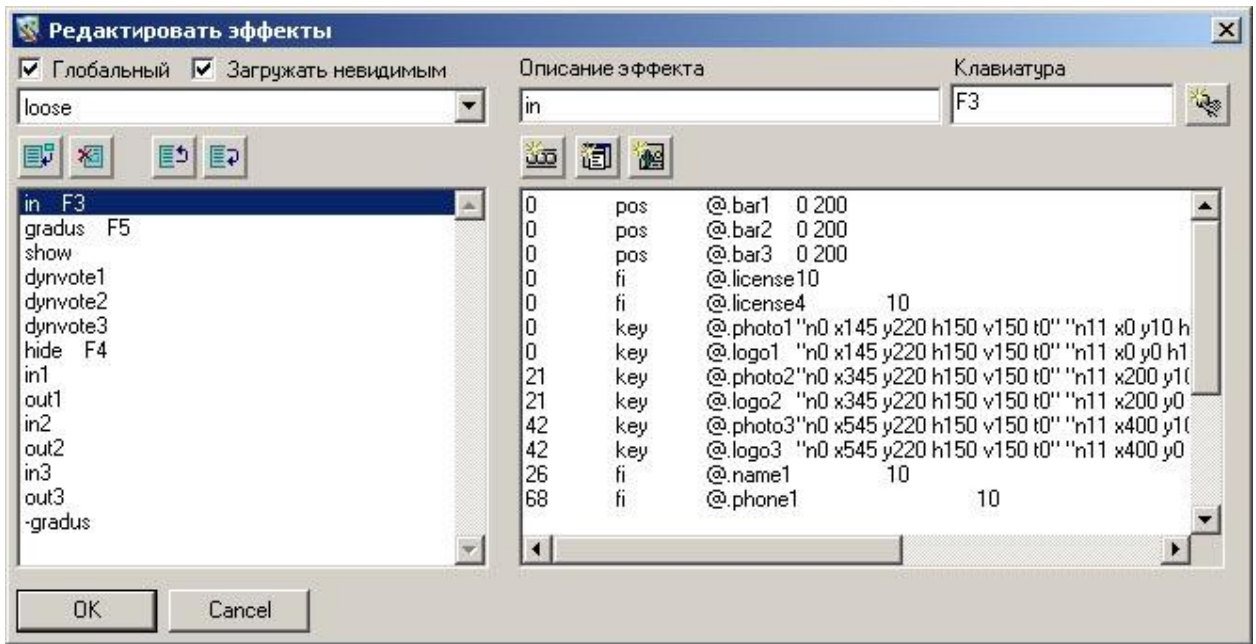 Редактировать эффекты
Глобальный Загружать невидимым
loose
in F3
gradus F5
show
dynvote1
dynvote2
dynvote3
hide F4
in1
out1
in2
out2
in3
out3
-gradus
Описание эффекта Клавиатура
in F3
0 pos @.bar1 0 200
0 pos @.bar2 0 200
0 pos @.bar3 0 200
0 fi @.license10
0 fi @.license4 10
0 key @.photo1 "n0 x145 y220 h150 v150 t0" "n11 x0 y10 h
0 key @.logo1 "n0 x145 y220 h150 v150 t0" "n11 x0 y0 h1
21 key @.photo2"n0 x345 y220 h150 v150 t0" "n11 x200 y1
21 key @.logo2 "n0 x345 y220 h150 v150 t0" "n11 x200 y0
42 key @.photo3"n0 x545 y220 h150 v150 t0" "n11 x400 y1
42 key @.logo3 "n0 x545 y220 h150 v150 t0" "n11 x400 y0
26 fi @.name1 10
68 fi @.phone1 10
OK Cancel